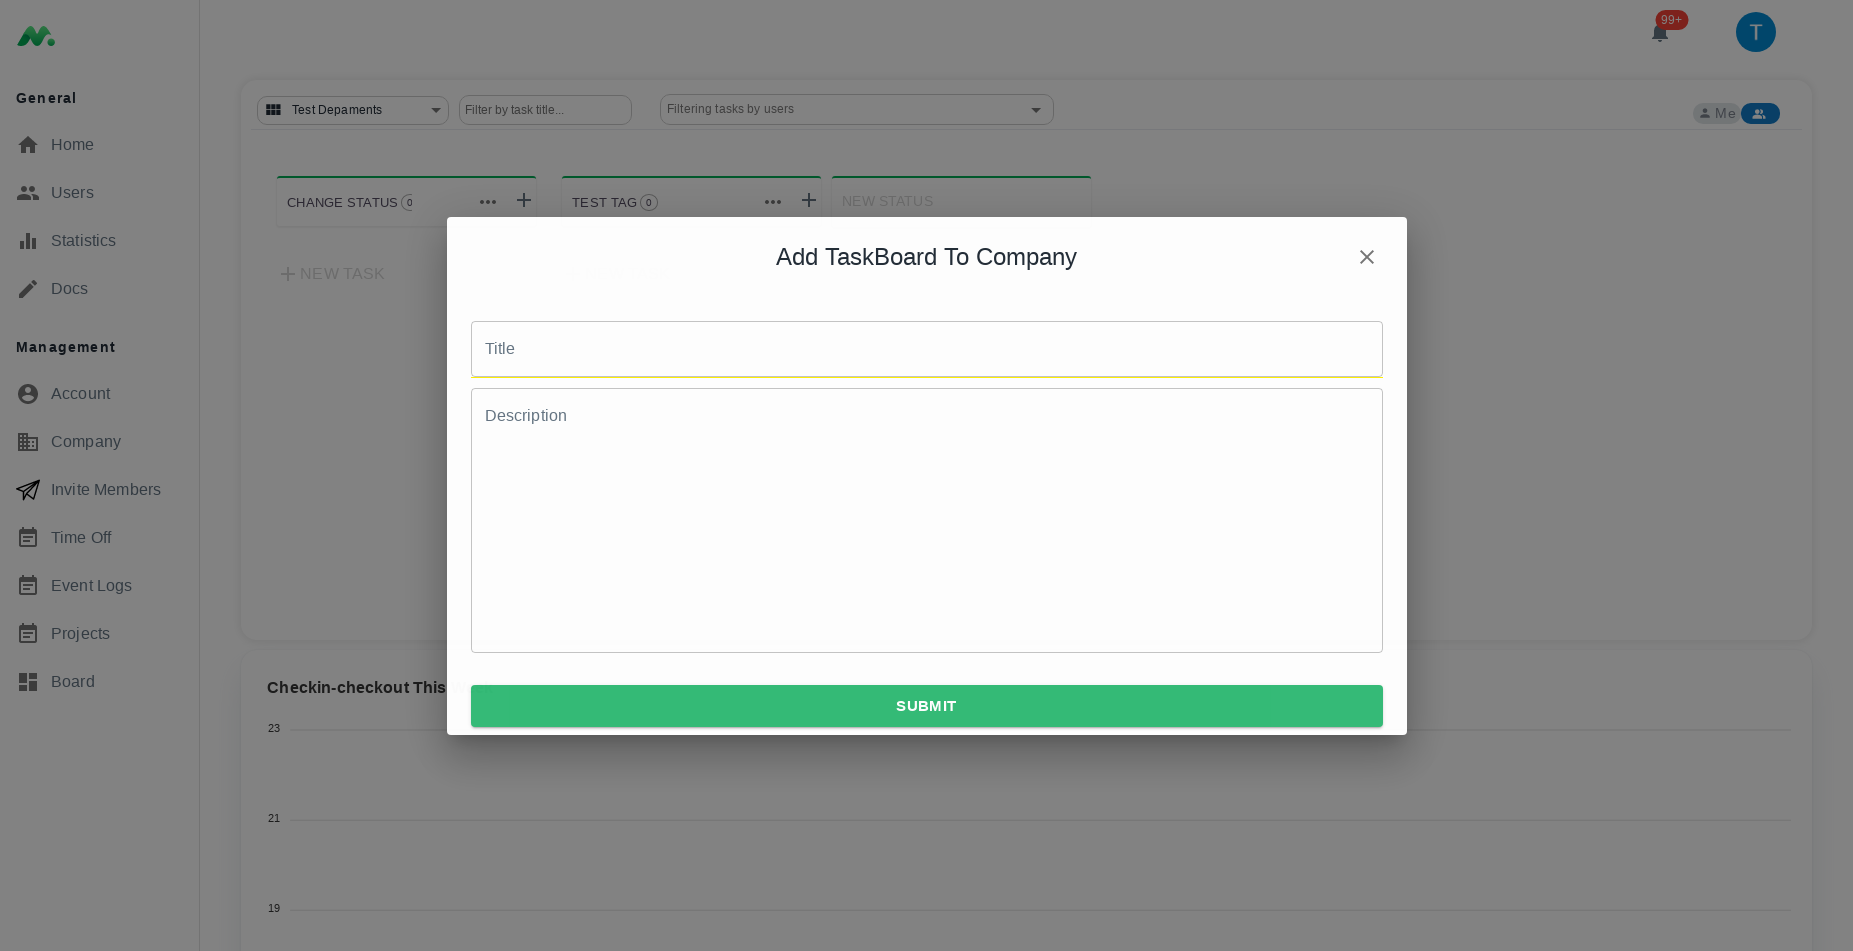 99+
T
General
Home
Users
Statistics
Docs
Management
Account
Company
Invite Members
Time Off
Event Logs
Projects
Board
Test Depaments
Filter by task title...
Filtering tasks by users
Me
CHANGE STATUS 0
TEST TAG 0
NEW STATUS
NEW TASK
Add TaskBoard To Company
Title
Description
SUBMIT
Checkin-checkout This
23
21
19